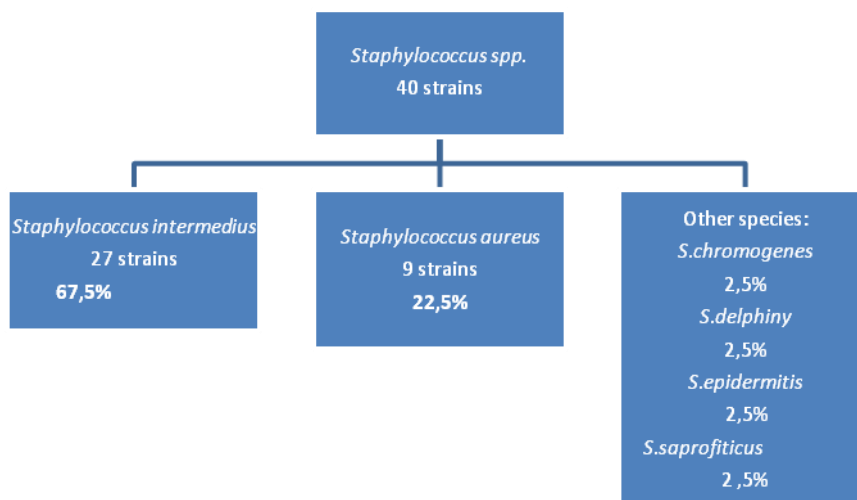 Staphylococcus spp.
40 strains
Staphylococcus intermedius
27 strains
67,5%
Staphylococcus aureus
9 strains
22,5%
Other species:
S.chromogenes
2,5%
S.delphiny
2,5%
S.epidermitis
2,5%
S.saprofiticus
2 ,5%